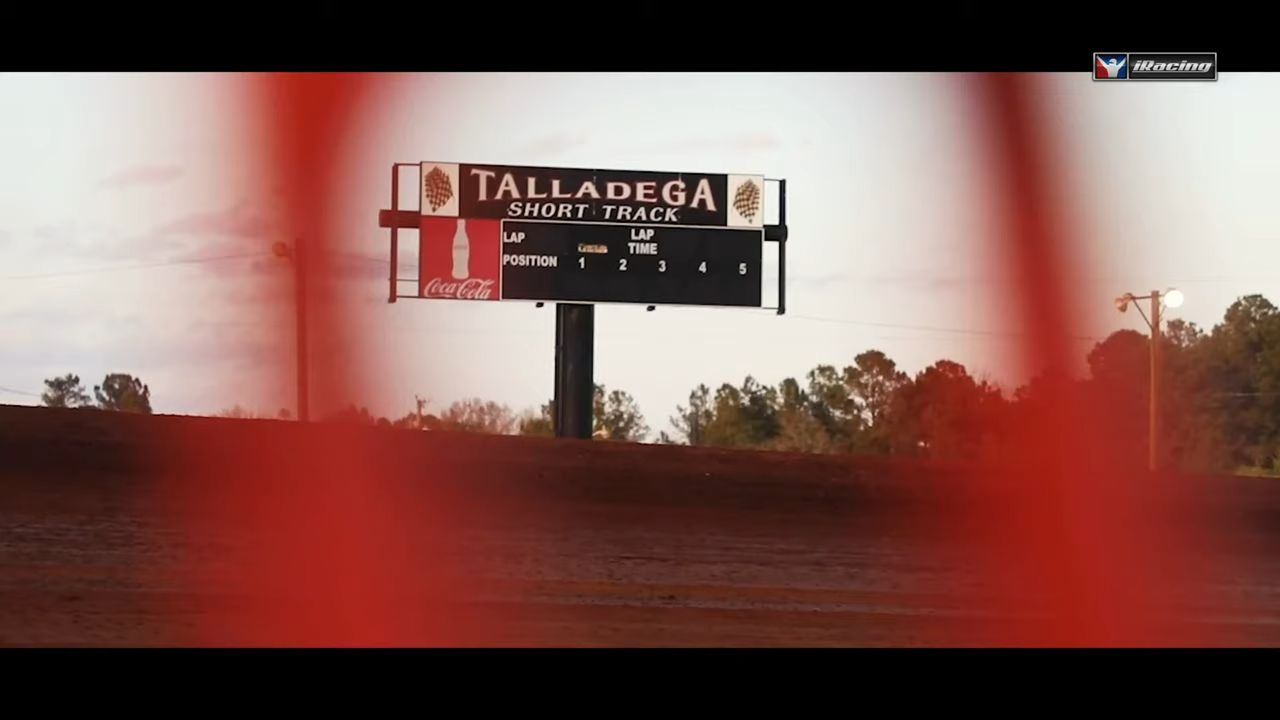 iRacing
TALLADEGA
SHORT TRACK
LAP LAP
TIME
POSITION 1 2 3 4 5
Coca-Cola